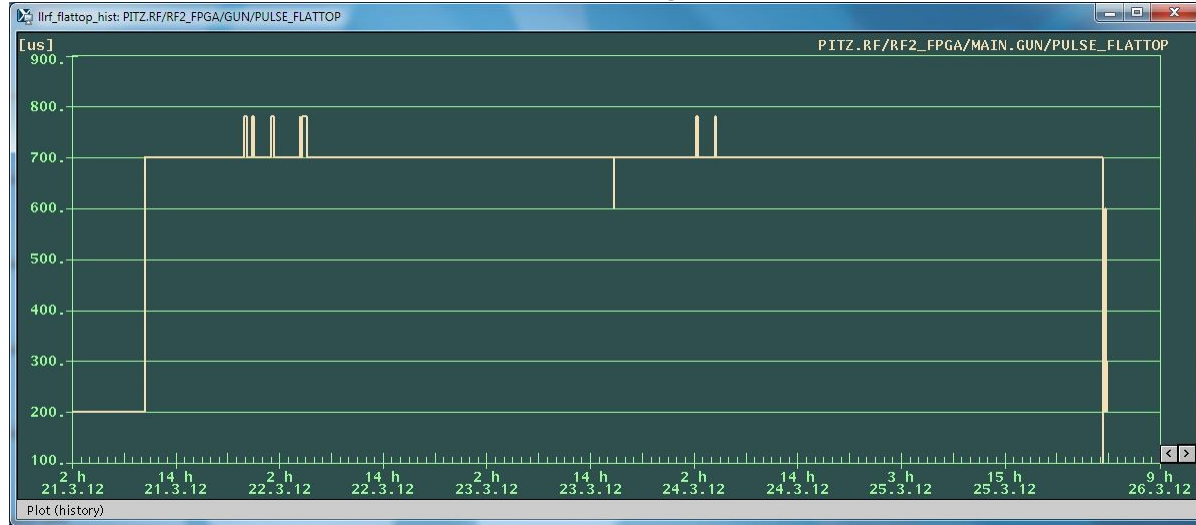 llrf_flattop_hist: PITZ.RF/RF2_FPGA/GUN/PULSE_FLATTOP
[us]
PITZ.RF/RF2_FPGA/MAIN.GUN/PULSE_FLATTOP
900.
800.
700.
600.
500.
400.
300.
200.
100.
2 h 14 h 2 h 14 h 2 h 14 h 2 h 14 h 3 h 15 h 9 h
21.3.12 21.3.12 22.3.12 22.3.12 23.3.12 23.3.12 24.3.12 24.3.12 25.3.12 25.3.12 26.3.12
Plot (history)